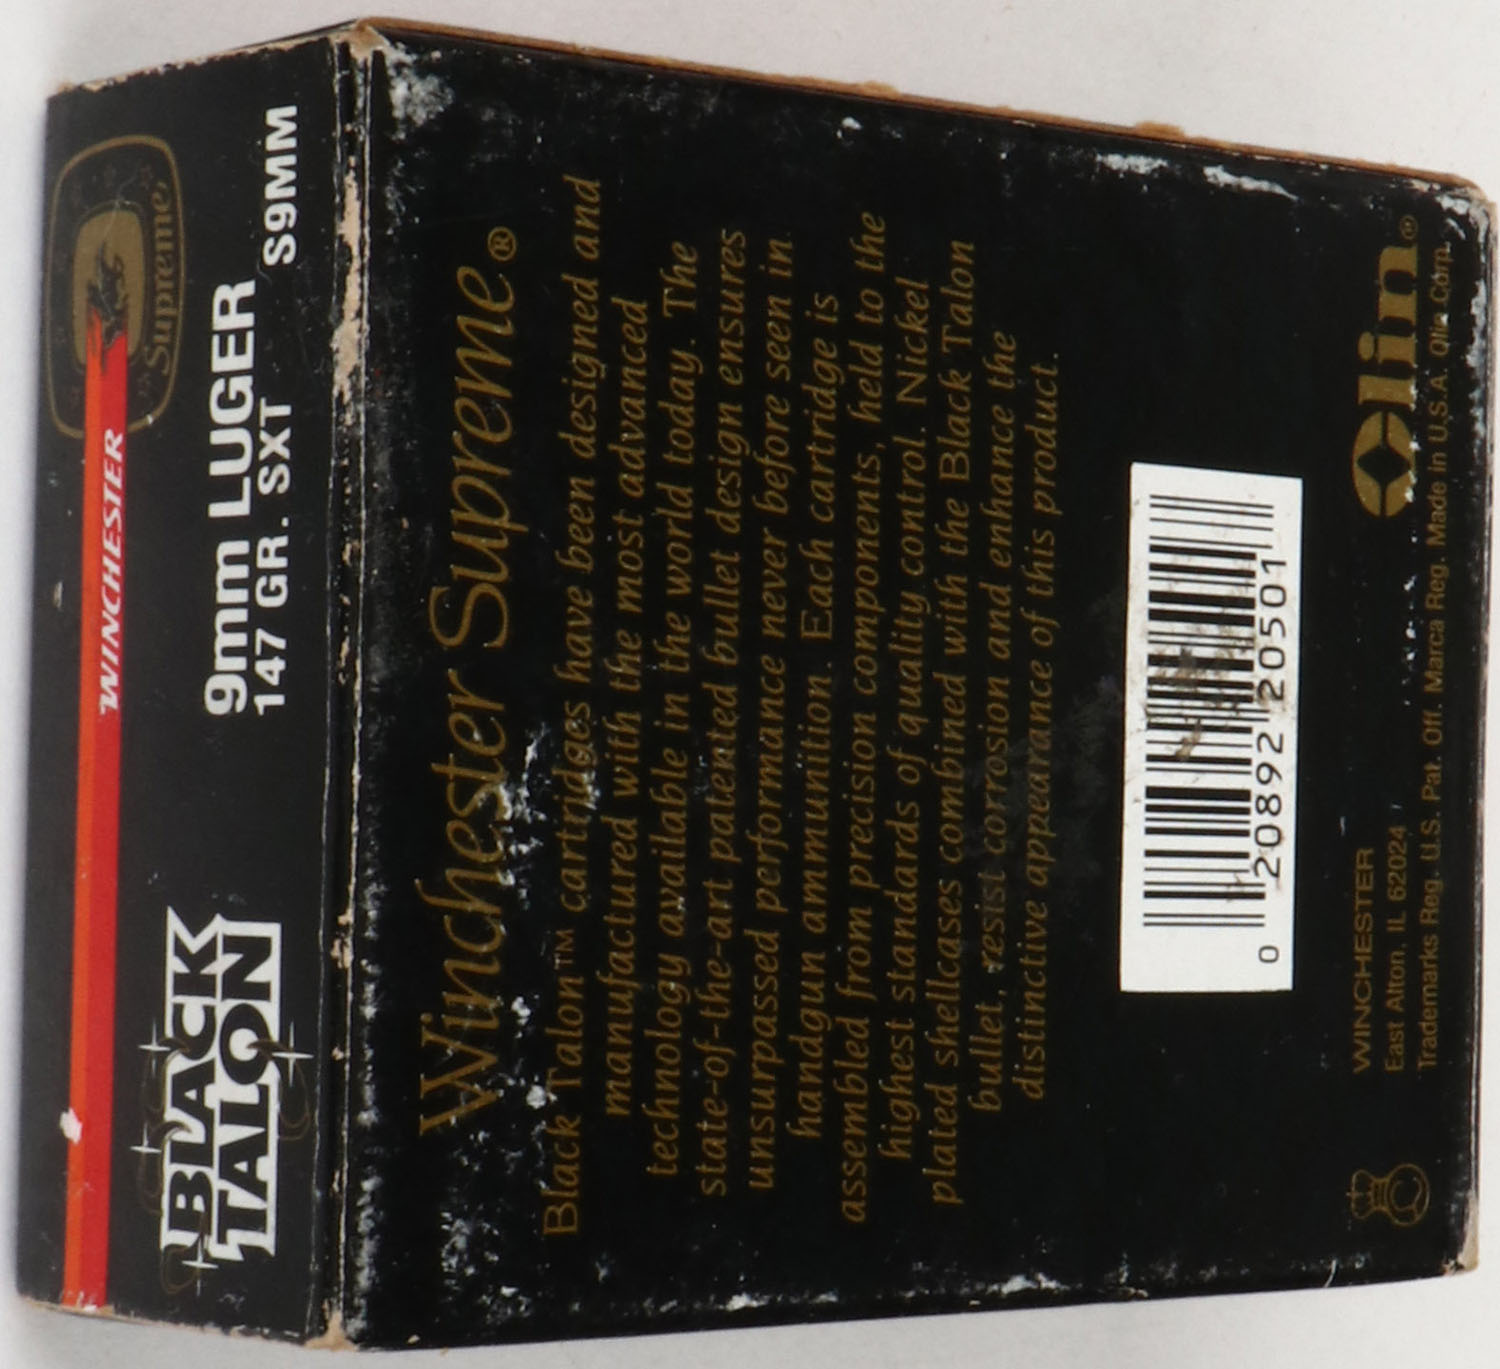 WINCHESTER
Supreme
BLACK
TALON
9mm LUGER
147 GR. SXT
S9MM
Winchester Supreme®
Black Talon™ cartridges have been designed and
manufactured with the most advanced
technology available in the world today. The
state-of-the-art patented bullet design ensures
unsurpassed performance never before seen in
handgun ammunition. Each cartridge is
assembled from precision components, held to the
highest standards of quality control. Nickel
plated shellcases combined with the Black Talon
bullet, resist corrosion and enhance the
distinctive appearance of this product.
0 20892 20501 1
WINCHESTER
East Alton, IL 62024
Olin®
Trademarks Reg. U.S. Pat. Off. Marca Reg. Made in U.S.A. Olin Corp.